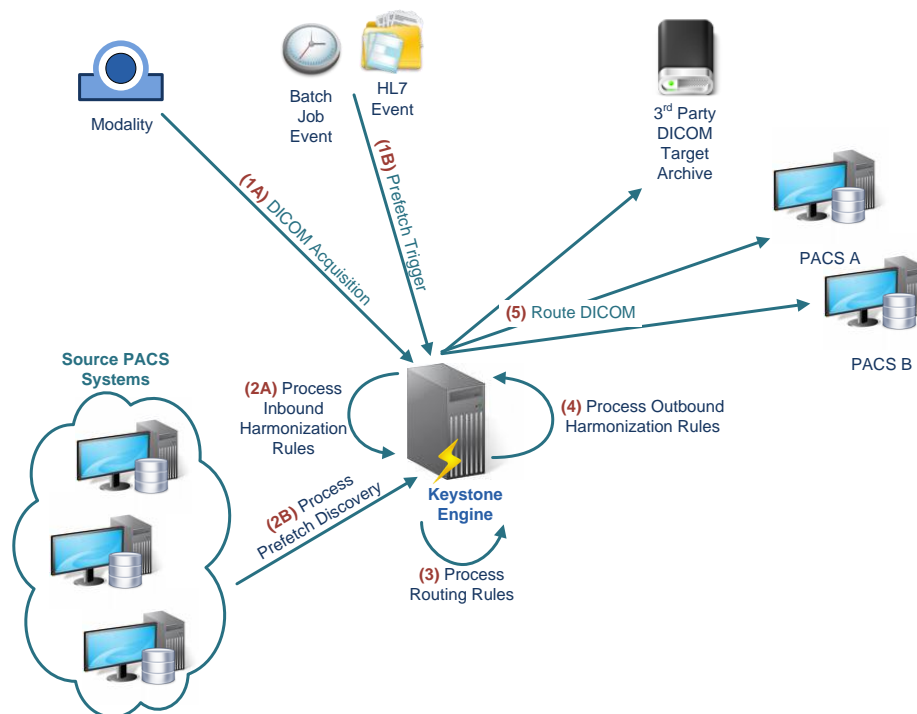 Modality
Batch
Job
Event
HL7
Event
3rd Party
DICOM
Target
Archive
PACS A
PACS B
(1A) DICOM Acquisition
(1B) Prefetch Trigger
(5) Route DICOM
Source PACS
Systems
(2A) Process
Inbound
Harmonization
Rules
(4) Process Outbound
Harmonization Rules
(2B) Process
Prefetch Discovery
Keystone
Engine
(3) Process
Routing Rules